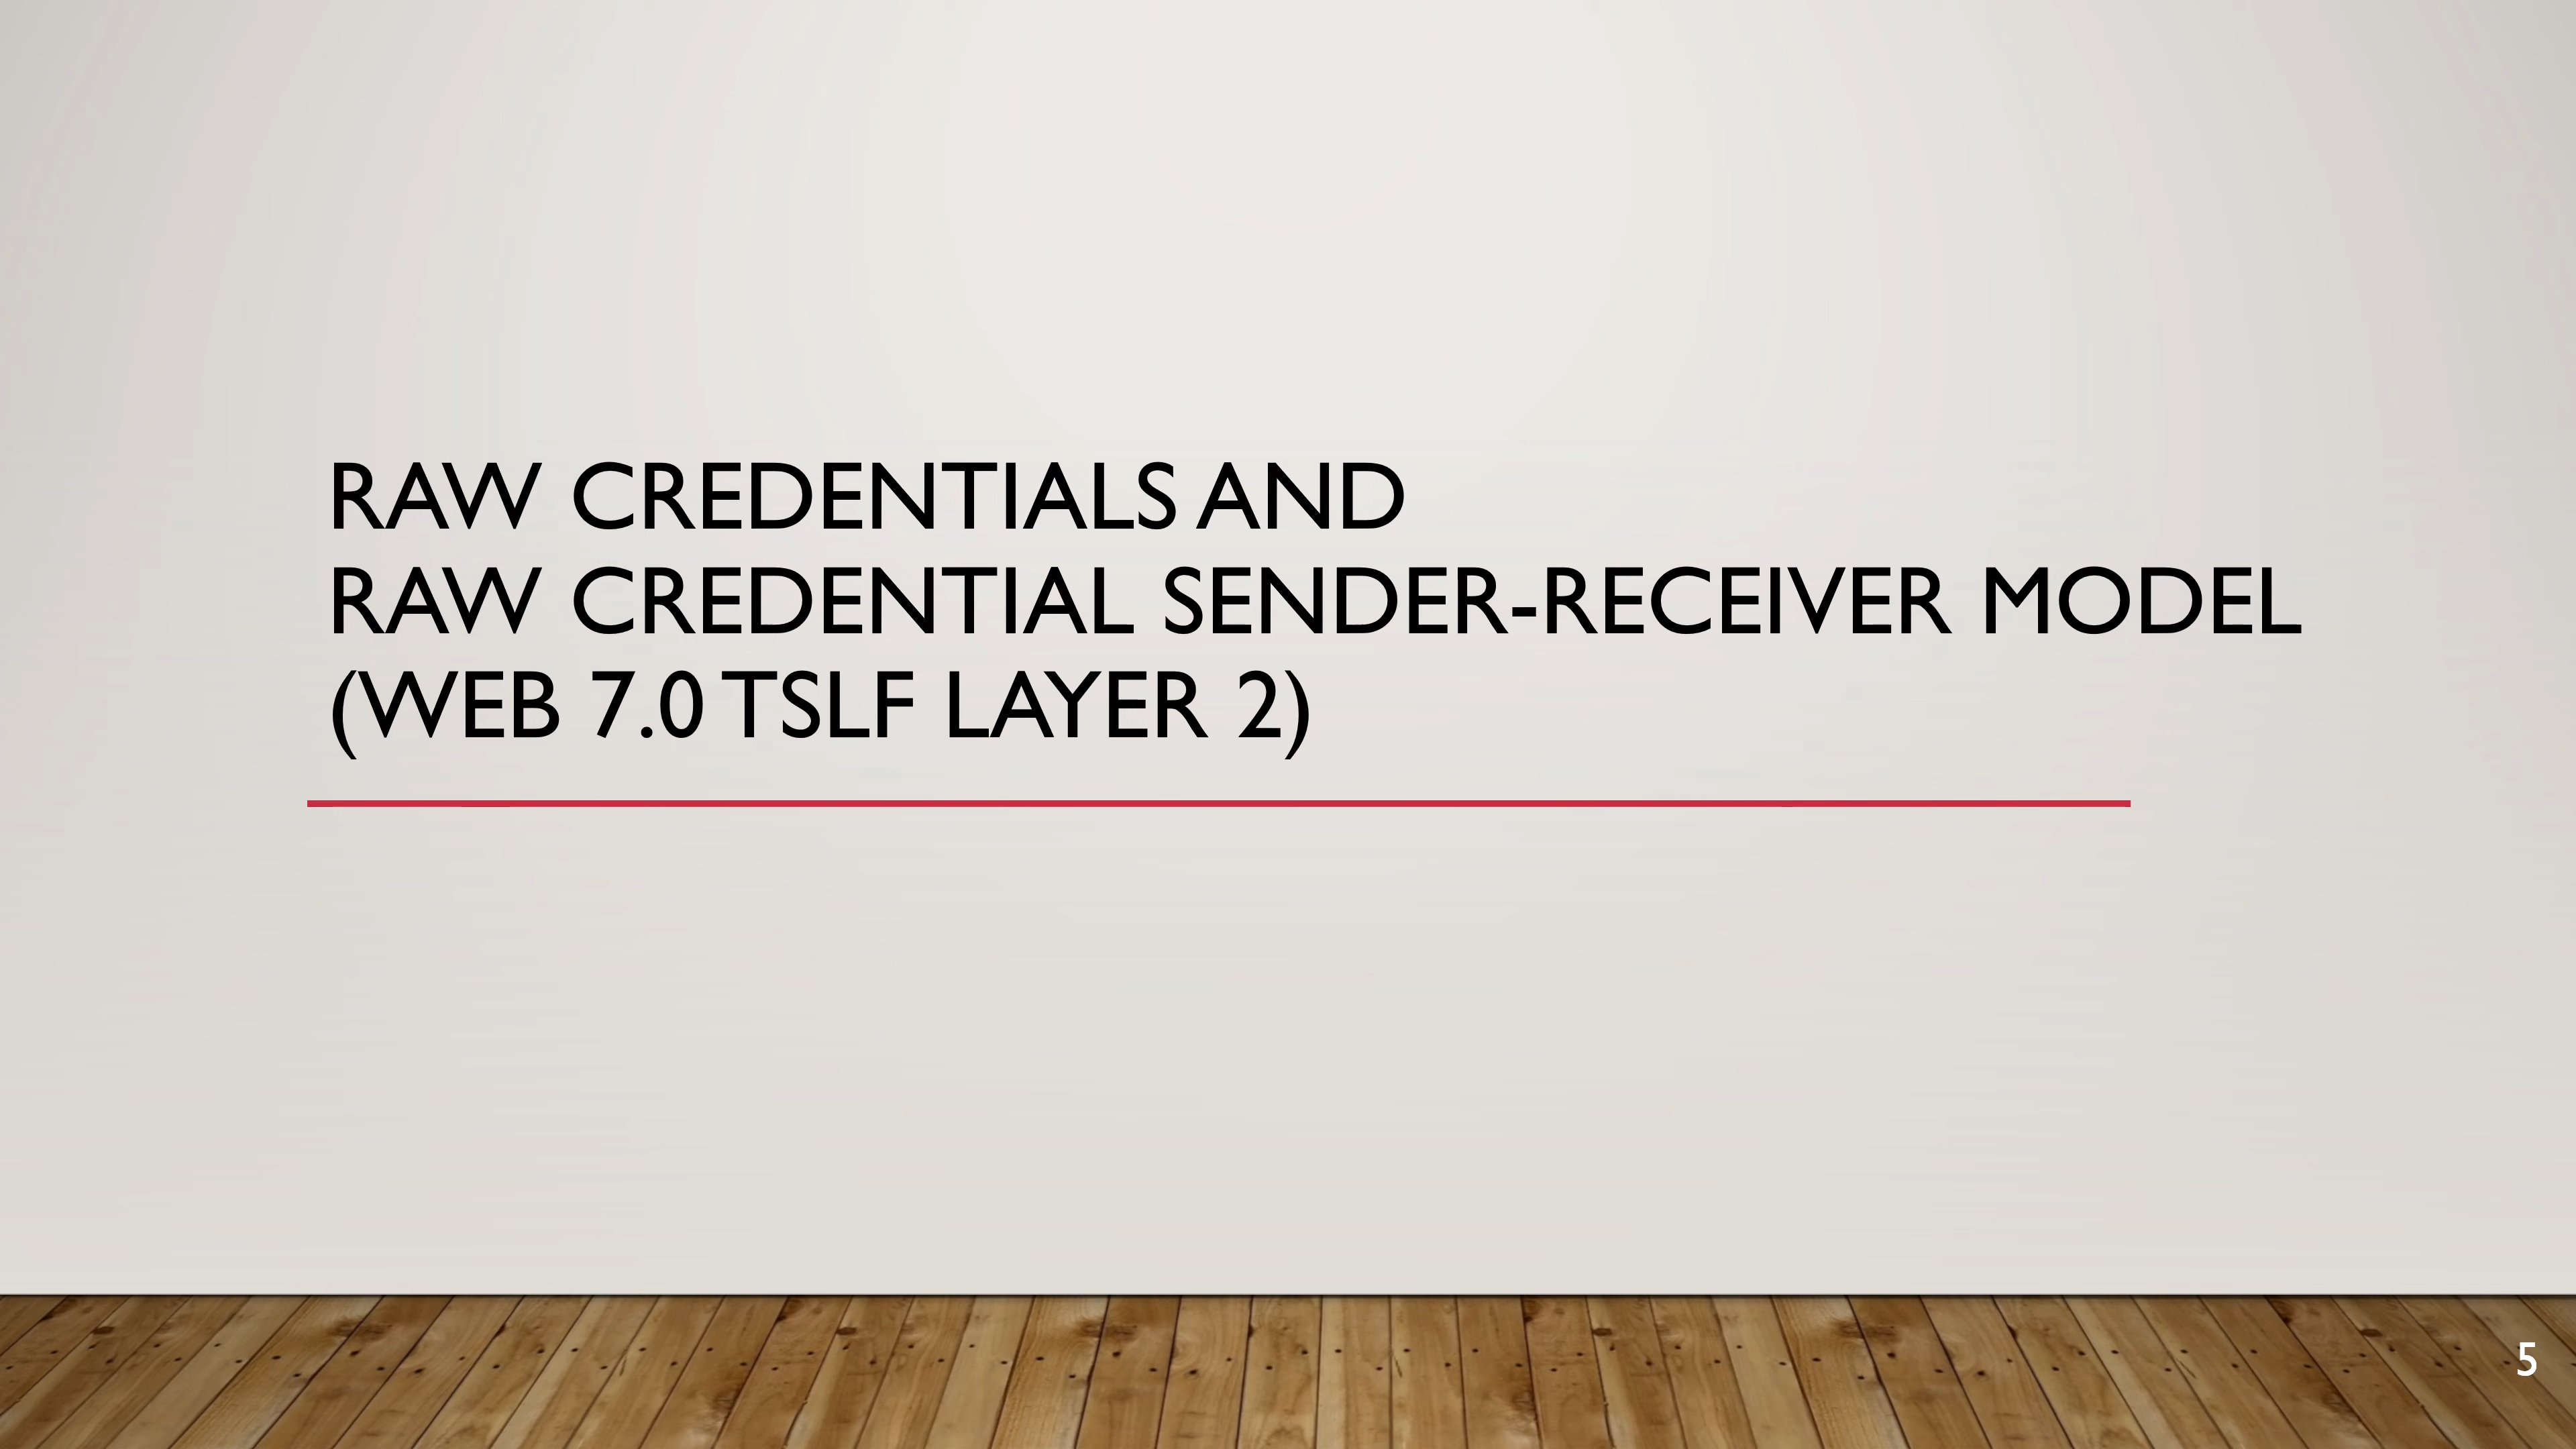 RAW CREDENTIALS AND
RAW CREDENTIAL SENDER-RECEIVER MODEL
(WEB 7.0 TSLF LAYER 2)
5